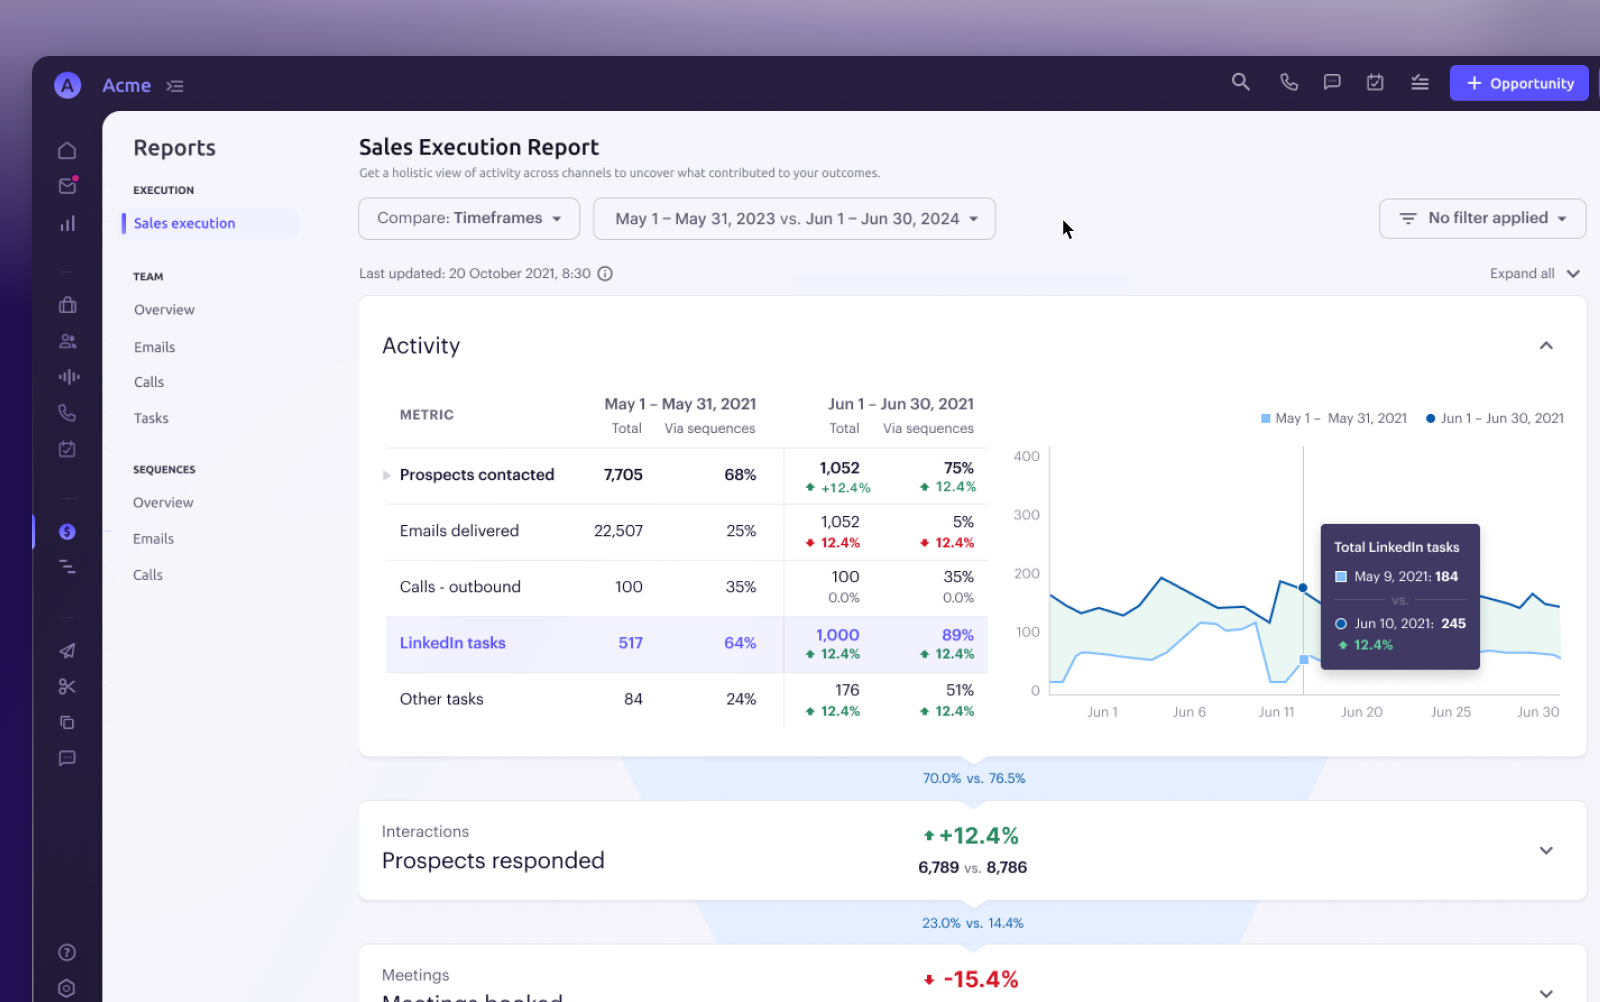 A Acme
+ Opportunity
Reports
EXECUTION
Sales execution
TEAM
Overview
Emails
Calls
Tasks
SEQUENCES
Overview
Emails
Calls
Sales Execution Report
Get a holistic view of activity across channels to uncover what contributed to your outcomes.
Compare: Timeframes
May 1 – May 31, 2023 vs. Jun 1 – Jun 30, 2024
No filter applied
Last updated: 20 October 2021, 8:30
Expand all
Activity
METRIC
May 1 – May 31, 2021
Jun 1 – Jun 30, 2021
Total Via sequences
Total Via sequences
Prospects contacted 7,705 68% 1,052 75%
+12.4% 12.4%
Emails delivered 22,507 25% 1,052 5%
12.4% 12.4%
Calls - outbound 100 35% 100 35%
0.0% 0.0%
LinkedIn tasks 517 64% 1,000 89%
12.4% 12.4%
Other tasks 84 24% 176 51%
12.4% 12.4%
May 1 – May 31, 2021
Jun 1 – Jun 30, 2021
400
300
200
100
0
Jun 1 Jun 6 Jun 11 Jun 20 Jun 25 Jun 30
Total LinkedIn tasks
May 9, 2021: 184
vs.
Jun 10, 2021: 245
12.4%
70.0% vs. 76.5%
Interactions
Prospects responded
+12.4%
6,789 vs. 8,786
23.0% vs. 14.4%
Meetings
Meetings booked
-15.4%